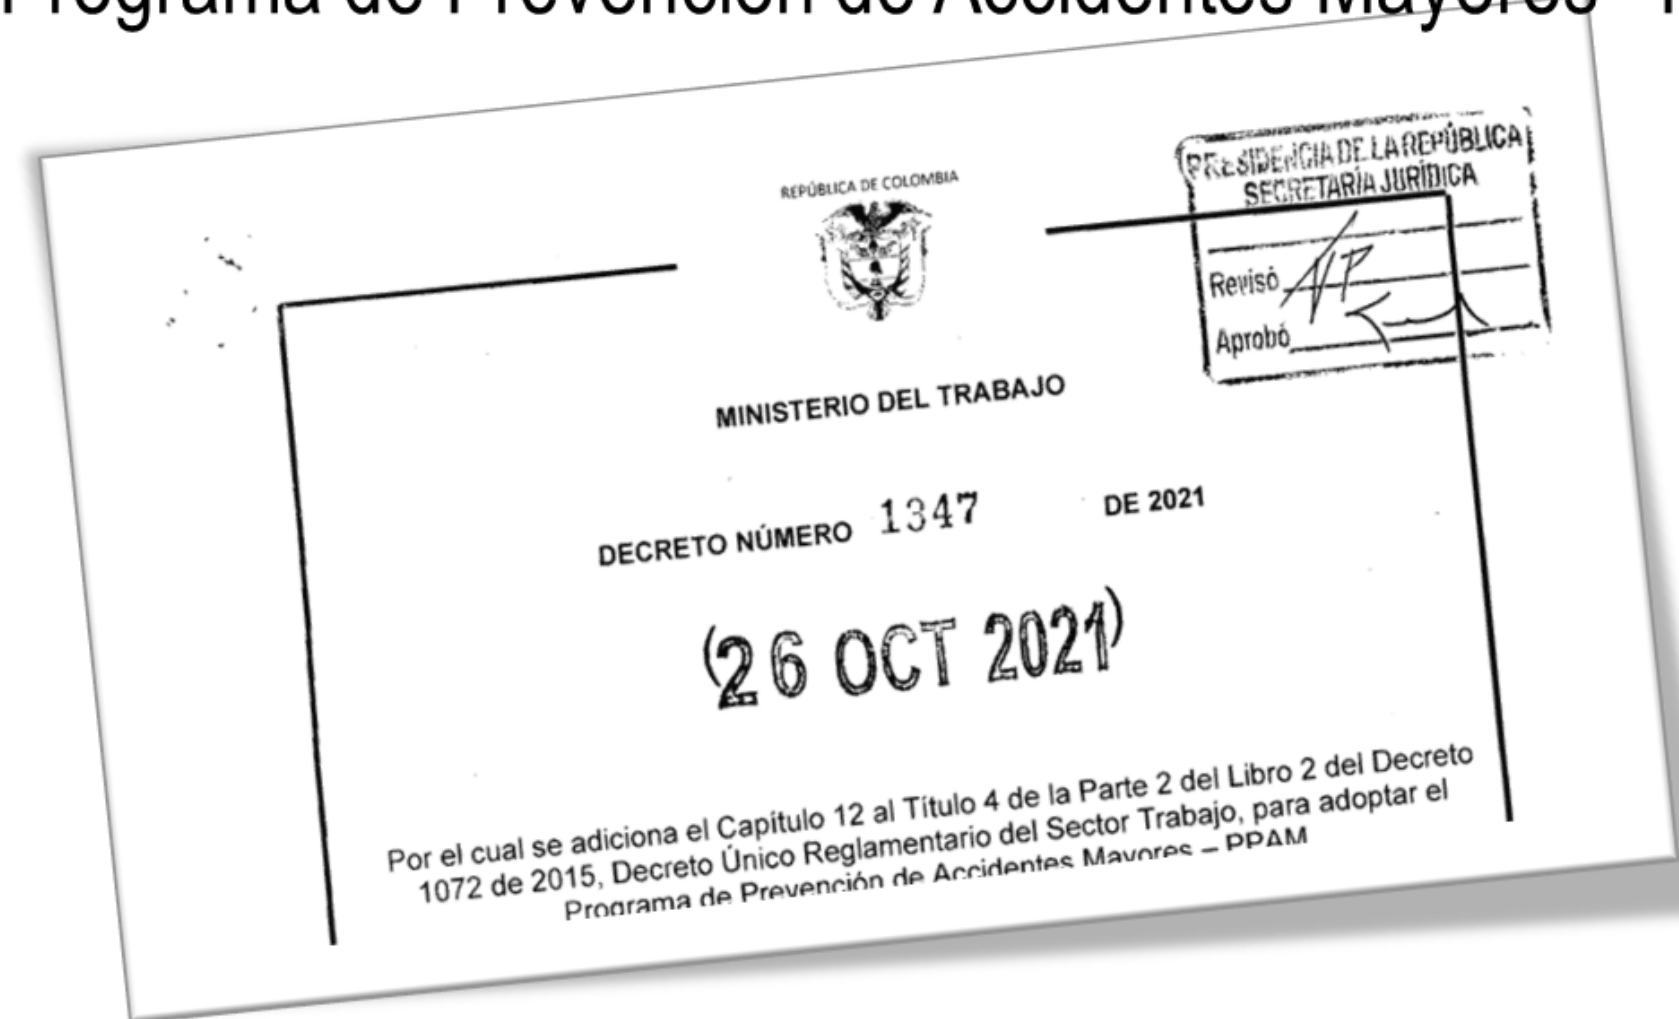 Programa de Prevención de Accidentes Mayores
REPÚBLICA DE COLOMBIA
PRESIDENCIA DE LA REPÚBLICA
SECRETARÍA JURÍDICA
Revisó
Aprobó
MINISTERIO DEL TRABAJO
DECRETO NÚMERO 1347 DE 2021
(26 OCT 2021)
Por el cual se adiciona el Capítulo 12 al Título 4 de la Parte 2 del Libro 2 del Decreto
1072 de 2015, Decreto Único Reglamentario del Sector Trabajo, para adoptar el
Programa de Prevención de Accidentes Mayores – PPAM